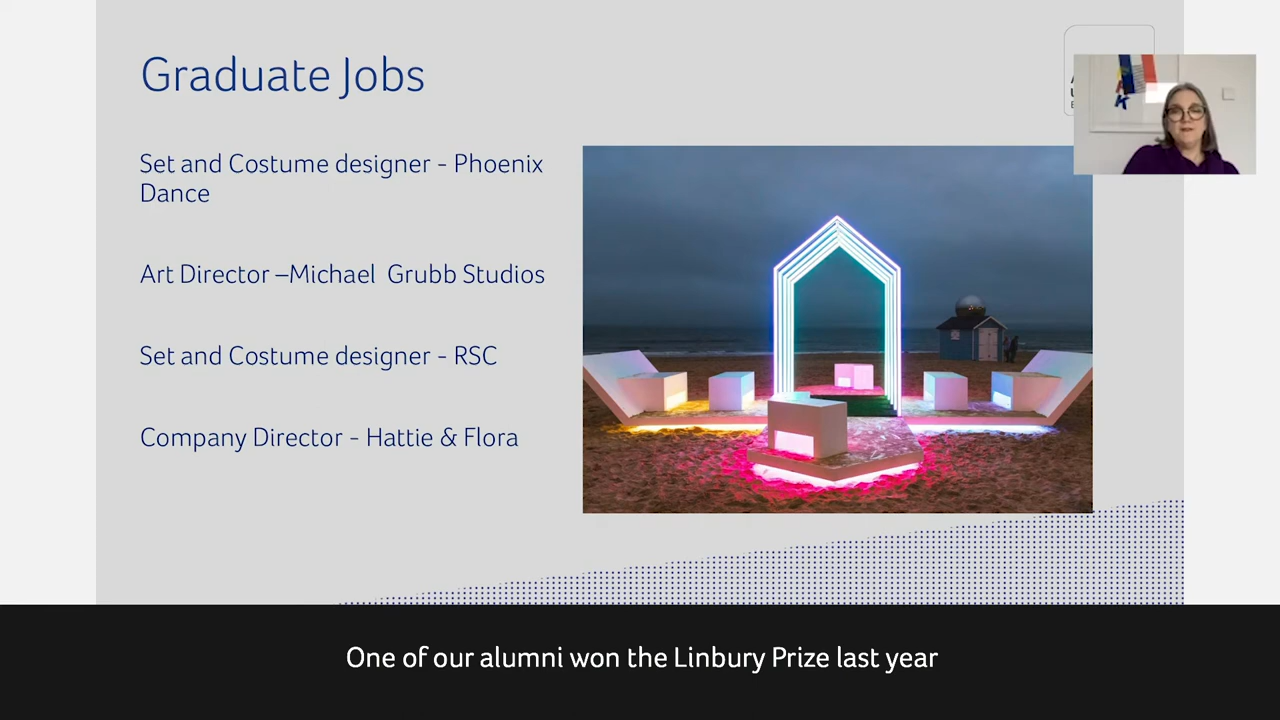 Graduate Jobs
Set and Costume designer - Phoenix
Dance
Art Director –Michael Grubb Studios
Set and Costume designer - RSC
Company Director - Hattie & Flora
One of our alumni won the Linbury Prize last year